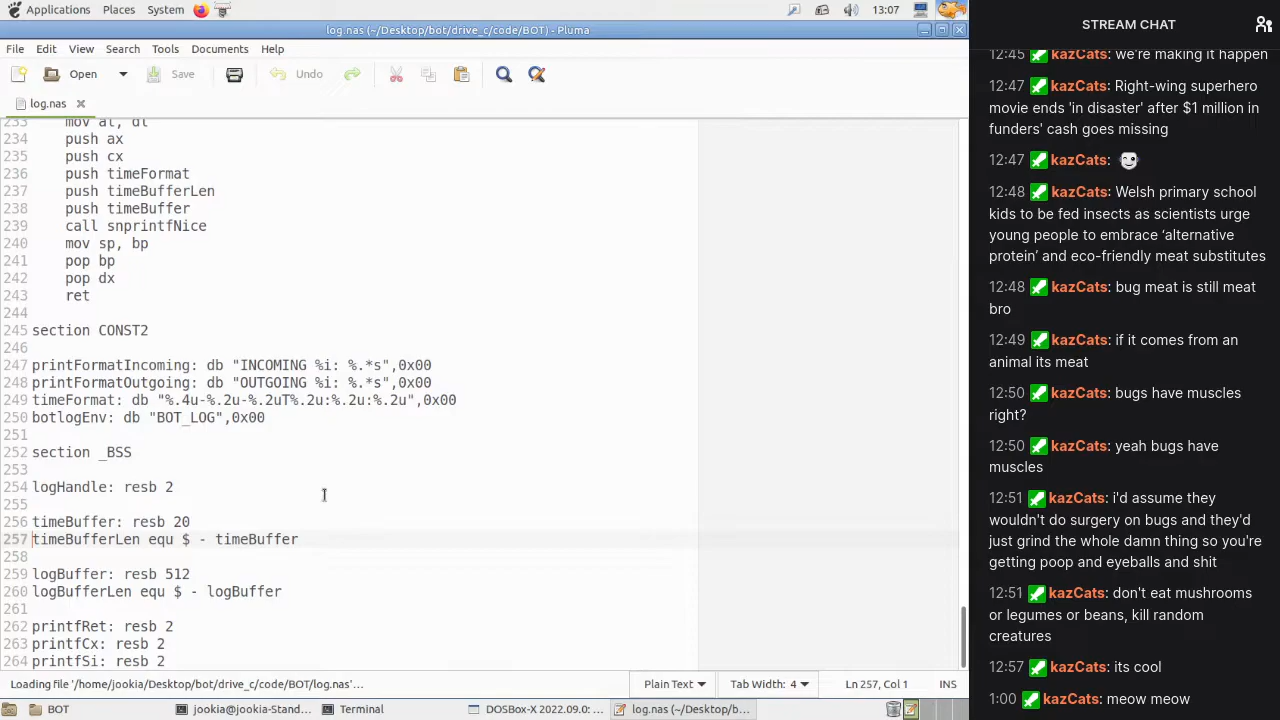 Applications Places System 13:07
log.nas (~/Desktop/bot/drive_c/code/BOT) - Pluma
File Edit View Search Tools Documents Help
Open Save Undo
log.nas
233 mov al, dl
234 push ax
235 push cx
236 push timeFormat
237 push timeBufferLen
238 push timeBuffer
239 call snprintfNice
240 mov sp, bp
241 pop bp
242 pop dx
243 ret
244
245 section CONST2
246
247 printFormatIncoming: db "INCOMING %i: %.*s",0x00
248 printFormatOutgoing: db "OUTGOING %i: %.*s",0x00
249 timeFormat: db "%.4u-%.2u-%.2uT%.2u:%.2u:%.2u",0x00
250 botlogEnv: db "BOT_LOG",0x00
251
252 section _BSS
253
254 logHandle: resb 2
255
256 timeBuffer: resb 20
257 timeBufferLen equ $ - timeBuffer
258
259 logBuffer: resb 512
260 logBufferLen equ $ - logBuffer
261
262 printfRet: resb 2
263 printfCx: resb 2
264 printfSi: resb 2
Loading file '/home/jookia/Desktop/bot/drive_c/code/BOT/log.nas'…
Plain Text Tab Width: 4 Ln 257, Col 1 INS
BOT jookia@jookia-Stand… Terminal DOSBox-X 2022.09.0: … log.nas (~/Desktop/b…
STREAM CHAT
12:45 kazCats: we're making it happen
12:47 kazCats: Right-wing superhero
movie ends 'in disaster' after $1 million in
funders' cash goes missing
12:47 kazCats:
12:48 kazCats: Welsh primary school
kids to be fed insects as scientists urge
young people to embrace ‘alternative
protein’ and eco-friendly meat substitutes
12:48 kazCats: bug meat is still meat
bro
12:49 kazCats: if it comes from an
animal its meat
12:50 kazCats: bugs have muscles
right?
12:50 kazCats: yeah bugs have
muscles
12:51 kazCats: i'd assume they
wouldn't do surgery on bugs and they'd
just grind the whole damn thing so you're
getting poop and eyeballs and shit
12:51 kazCats: don't eat mushrooms
or legumes or beans, kill random
creatures
12:57 kazCats: its cool
1:00 kazCats: meow meow